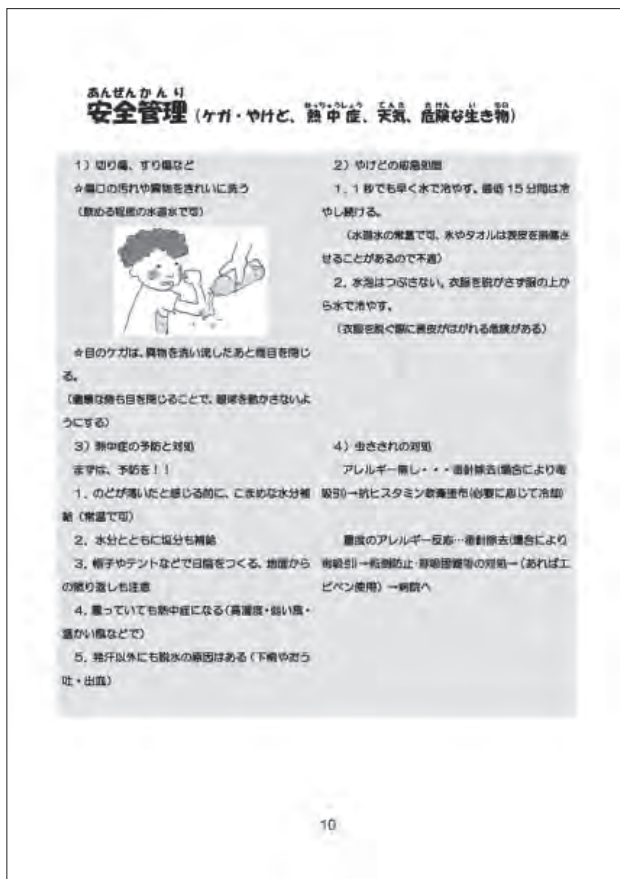 あんぜんかんり
安全管理 (ケガ・やけど、熱中症、天気、危険な生き物)
ねっちゅうしょう てんき きけん い もの
1）切り傷、すり傷など
☆傷口の汚れや異物をきれいに洗う
（飲める程度の水道水で可）
☆目のケガは、異物を洗い流したあと両目を閉じ
る。
（健康な側も目を閉じることで、眼球を動かさないよ
うにする）
3）熱中症の予防と対処
まずは、予防を！！
1．のどが渇いたと感じる前に、こまめな水分補
給（常温で可）
2．水分とともに塩分も補給
3．帽子やテントなどで日陰をつくる、地面から
の照り返しも注意
4．曇っていても熱中症になる（高湿度・弱い風・
温かい風などで）
5．発汗以外にも脱水の原因はある（下痢やおう
吐・出血）
2）やけどの応急処置
1．1秒でも早く水で冷やす。最低15分間は冷
やし続ける。
（水道水の常温で可、氷やタオルは表皮を損傷さ
せることがあるので不適）
2．水泡はつぶさない。衣服を脱がさず服の上か
ら水で冷やす。
（衣服を脱ぐ際に表皮がはがれる危険がある）
4）虫さされの対処
アレルギー無し・・・毒針除去(場合により毒
吸引)→抗ヒスタミン軟膏塗布(必要に応じて冷却)
重度のアレルギー反応…毒針除去(場合により
毒吸引)→転倒防止・呼吸困難等の対処→（あればエ
ピペン使用）→病院へ
10